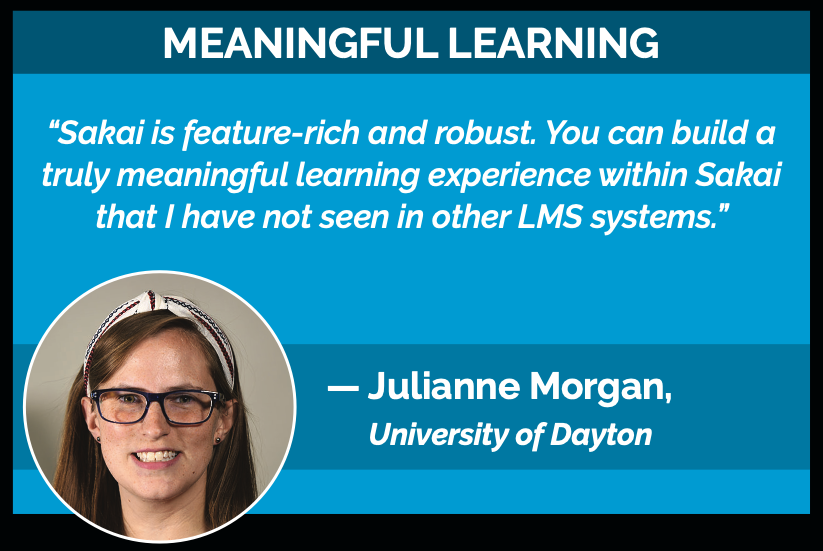 MEANINGFUL LEARNING
“Sakai is feature-rich and robust. You can build a
truly meaningful learning experience within Sakai
that I have not seen in other LMS systems.”
— Julianne Morgan,
University of Dayton